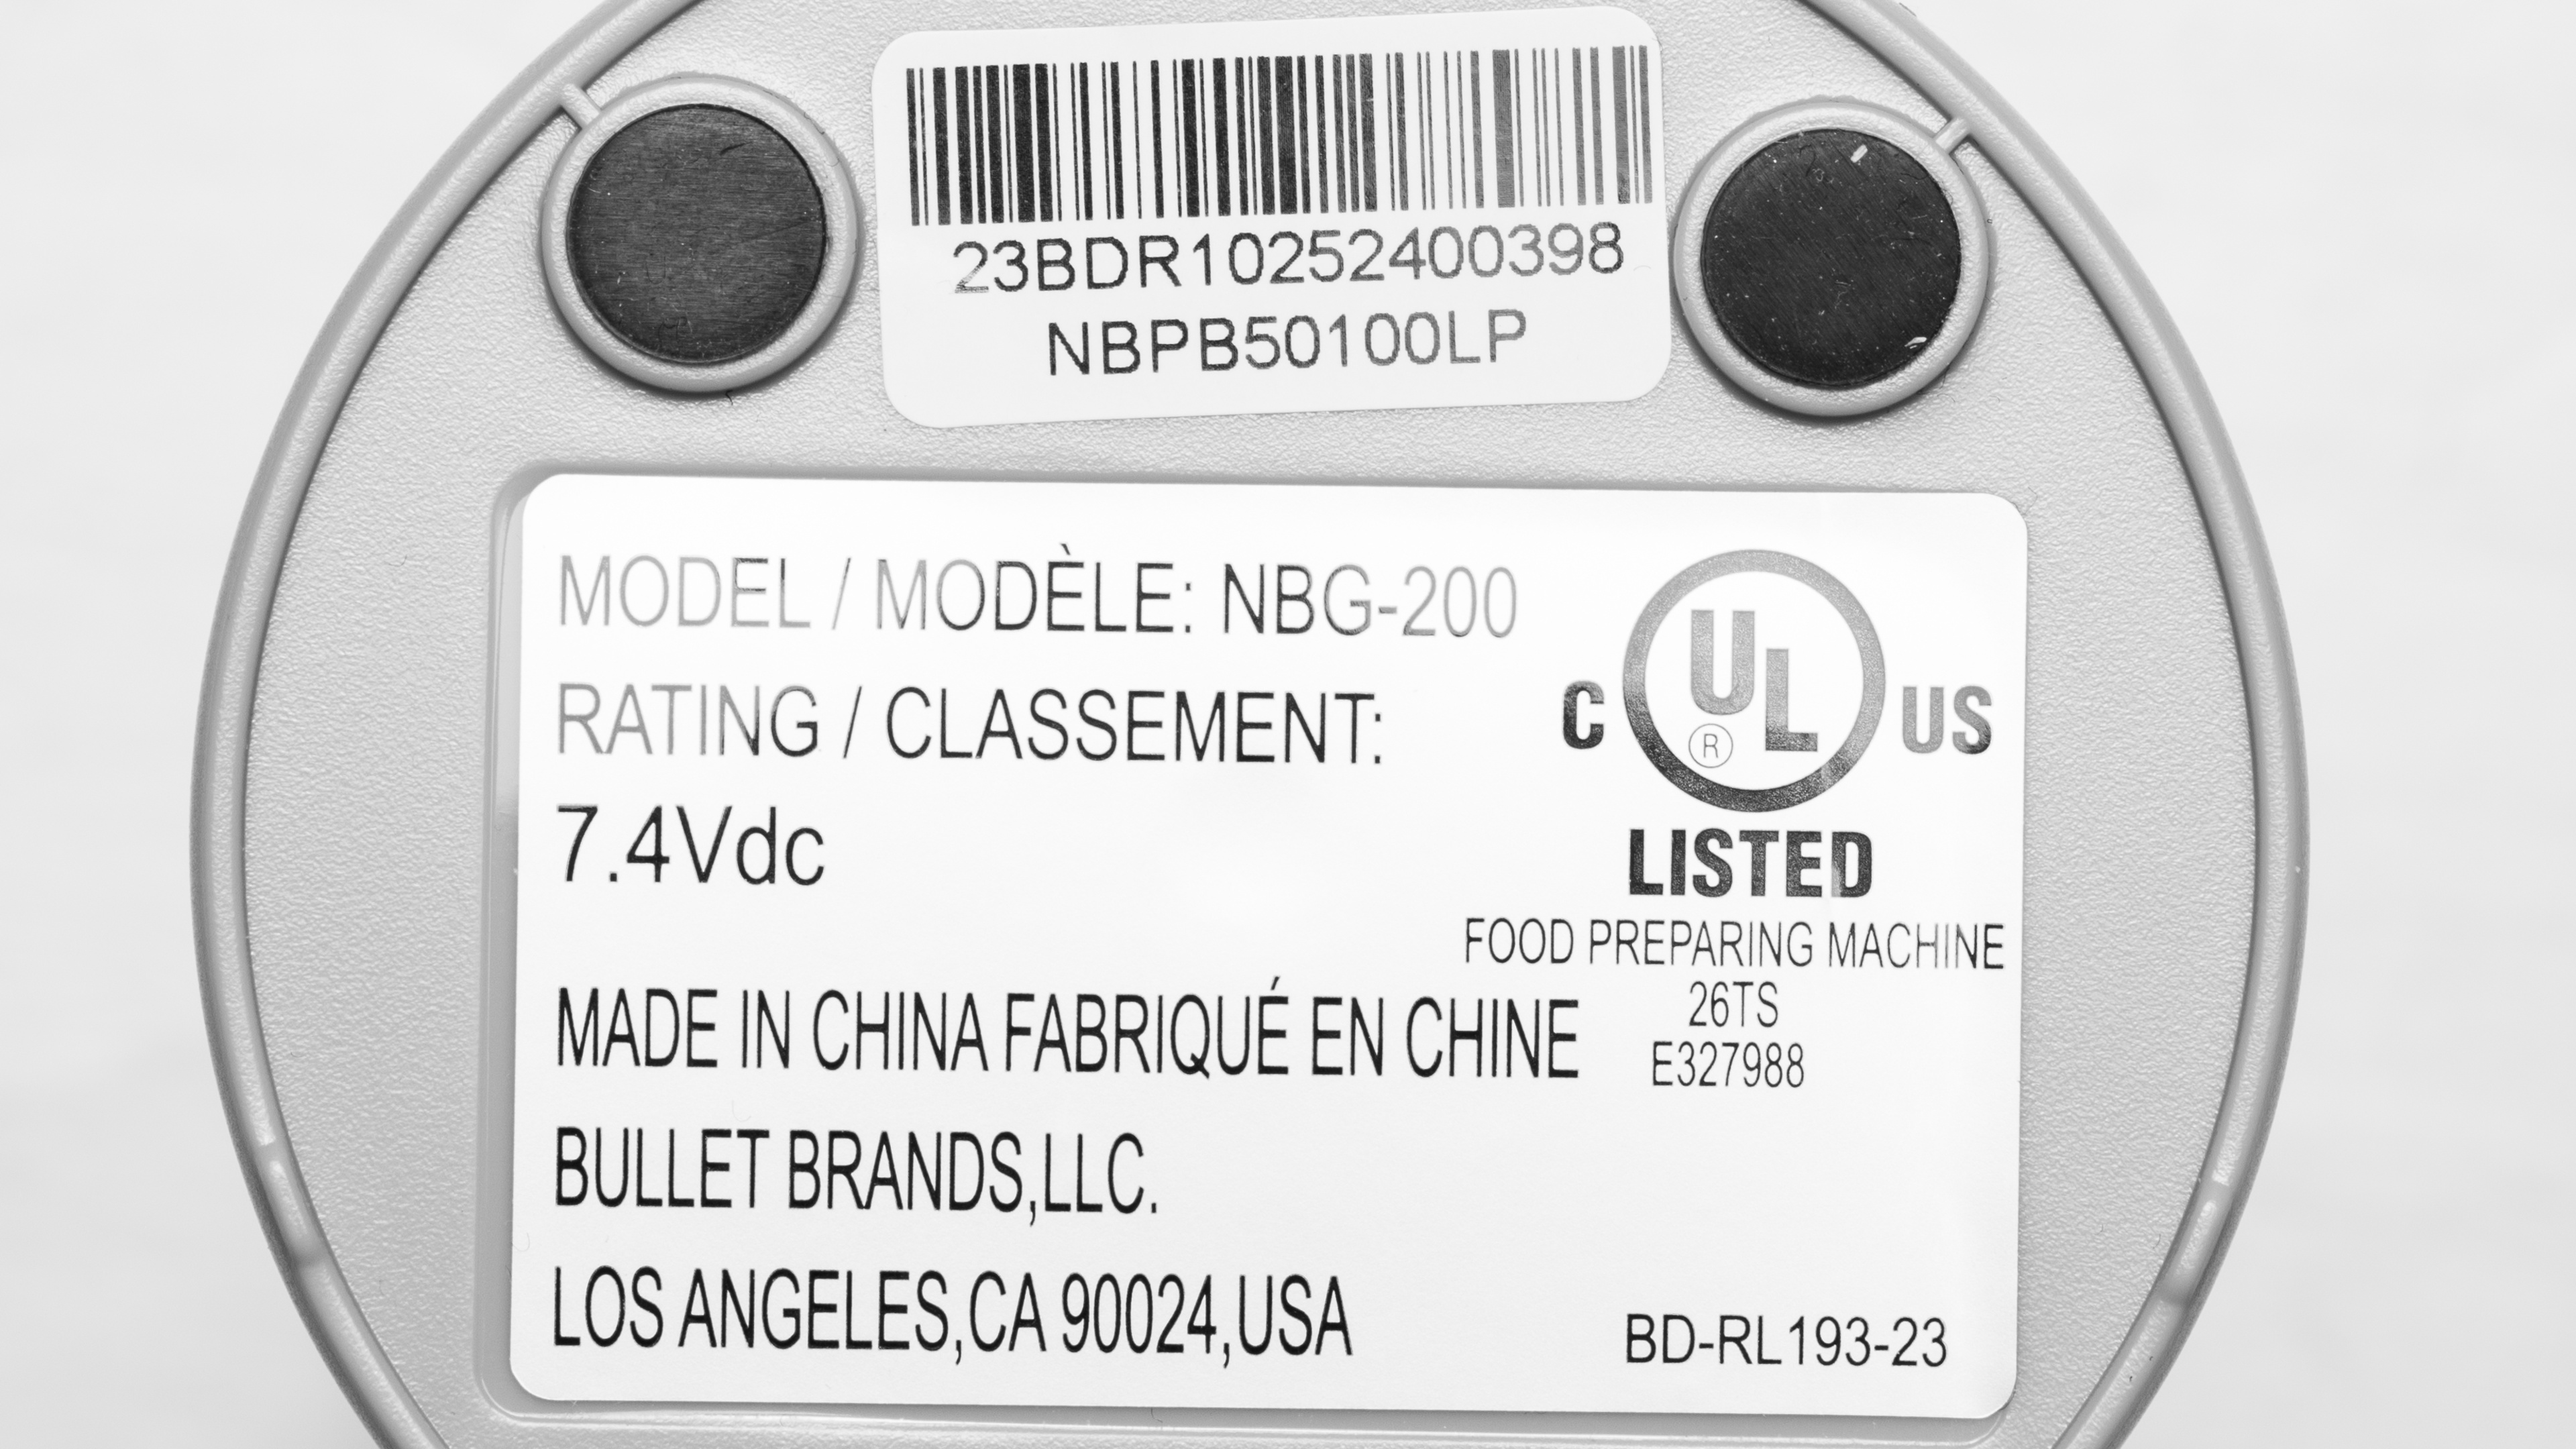 23BDR10252400398
NBPB50100LP
MODEL / MODÈLE: NBG-200
RATING / CLASSEMENT:
7.4Vdc
MADE IN CHINA FABRIQUÉ EN CHINE
BULLET BRANDS,LLC.
LOS ANGELES,CA 90024,USA
C UL ® US
LISTED
FOOD PREPARING MACHINE
26TS
E327988
BD-RL193-23